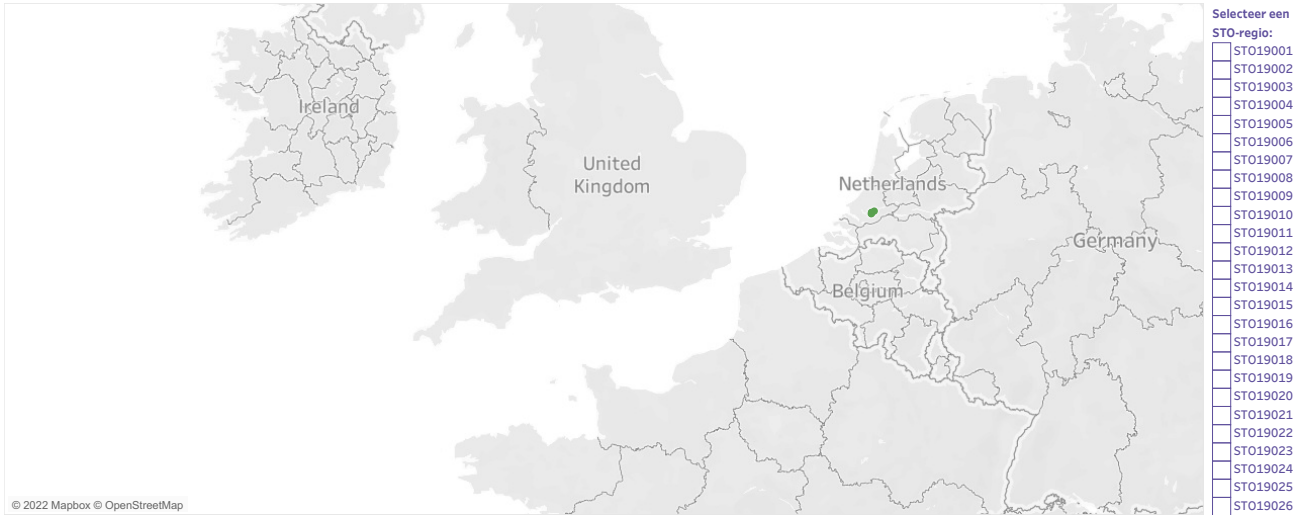 Ireland
United
Kingdom
Netherlands
Germany
Belgium
© 2022 Mapbox © OpenStreetMap
Selecteer een
STO-regio:
STO19001
STO19002
STO19003
STO19004
STO19005
STO19006
STO19007
STO19008
STO19009
STO19010
STO19011
STO19012
STO19013
STO19014
STO19015
STO19016
STO19017
STO19018
STO19019
STO19020
STO19021
STO19022
STO19023
STO19024
STO19025
STO19026